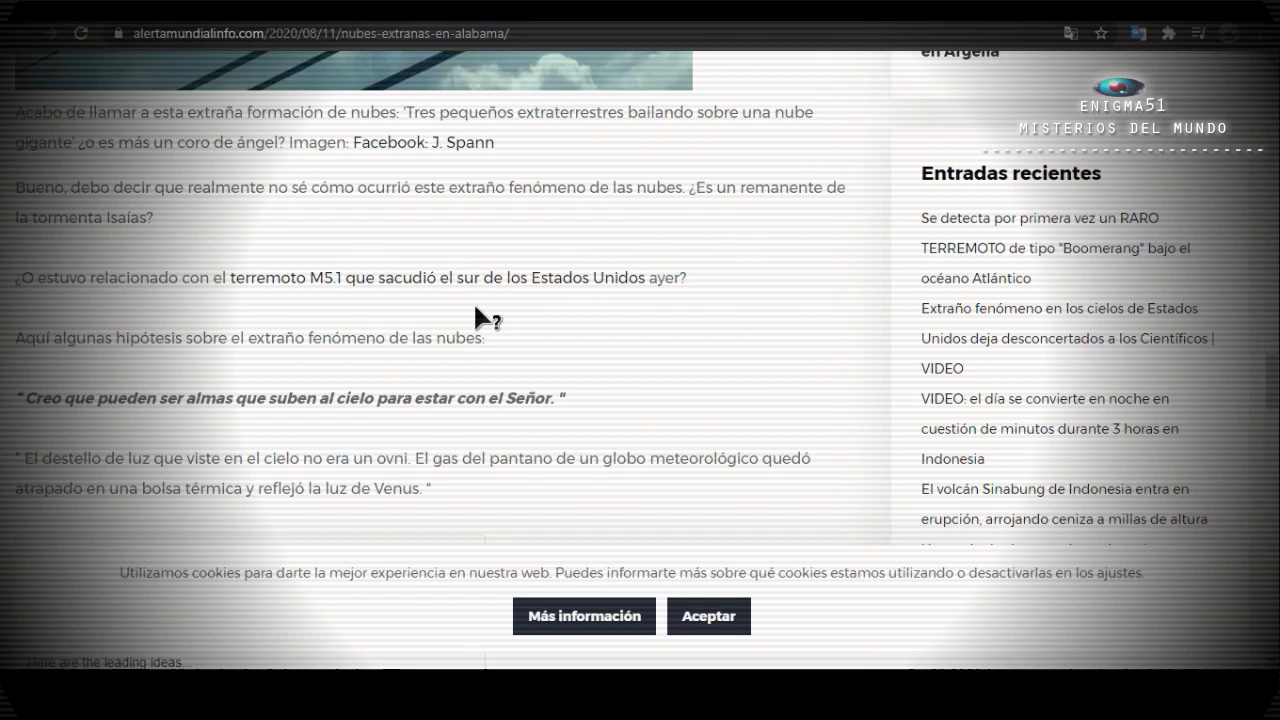 alertamundialinfo.com/2020/08/11/nubes-extranas-en-alabama/
en Argelia
ENIGMA51
MISTERIOS DEL MUNDO
Acabo de llamar a esta extraña formación de nubes: 'Tres pequeños extraterrestres bailando sobre una nube
gigante' ¿o es más un coro de ángel? Imagen: Facebook: J. Spann
Bueno, debo decir que realmente no sé cómo ocurrió este extraño fenómeno de las nubes. ¿Es un remanente de
la tormenta Isaías?
¿O estuvo relacionado con el terremoto M5.1 que sacudió el sur de los Estados Unidos ayer?
Aquí algunas hipótesis sobre el extraño fenómeno de las nubes:
" Creo que pueden ser almas que suben al cielo para estar con el Señor. "
" El destello de luz que viste en el cielo no era un ovni. El gas del pantano de un globo meteorológico quedó
atrapado en una bolsa térmica y reflejó la luz de Venus. "
Entradas recientes
Se detecta por primera vez un RARO
TERREMOTO de tipo "Boomerang" bajo el
océano Atlántico
Extraño fenómeno en los cielos de Estados
Unidos deja desconcertados a los Científicos |
VIDEO
VIDEO: el día se convierte en noche en
cuestión de minutos durante 3 horas en
Indonesia
El volcán Sinabung de Indonesia entra en
erupción, arrojando ceniza a millas de altura
Utilizamos cookies para darte la mejor experiencia en nuestra web. Puedes informarte más sobre qué cookies estamos utilizando o desactivarlas en los ajustes.
Más información
Aceptar
Here are the leading ideas...